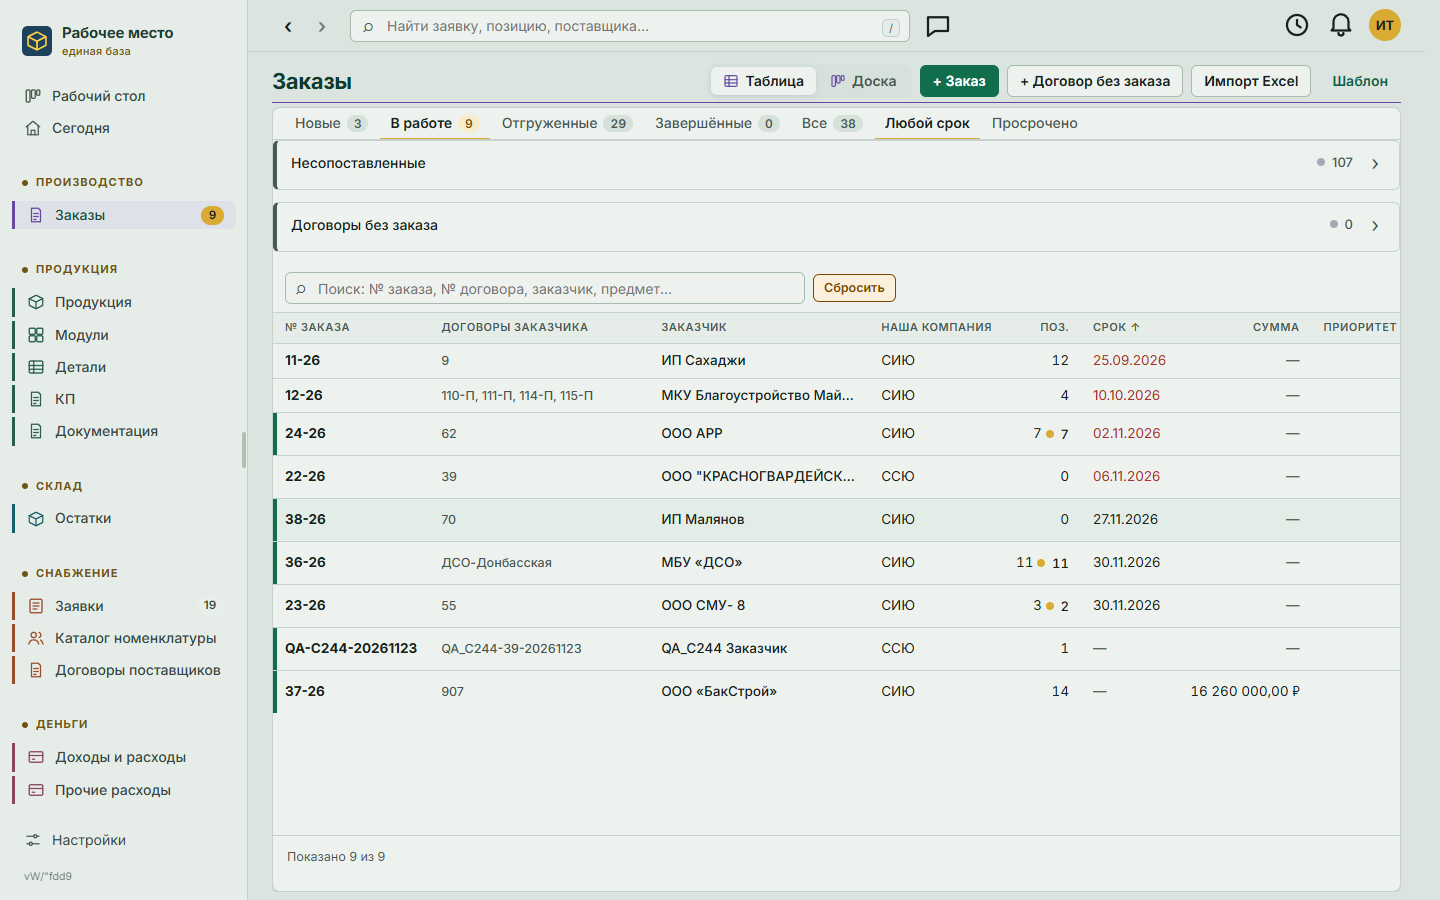 Рабочее место
единая база
Рабочий стол
Сегодня
ПРОИЗВОДСТВО
Заказы 9
ПРОДУКЦИЯ
Продукция
Модули
Детали
КП
Документация
СКЛАД
Остатки
СНАБЖЕНИЕ
Заявки 19
Каталог номенклатуры
Договоры поставщиков
ДЕНЬГИ
Доходы и расходы
Прочие расходы
Настройки
vW/"fdd9
Найти заявку, позицию, поставщика... /
ИТ
Заказы Таблица Доска + Заказ + Договор без заказа Импорт Excel Шаблон
Новые 3 В работе 9 Отгруженные 29 Завершённые 0 Все 38 Любой срок Просрочено
Несопоставленные 107
Договоры без заказа 0
Поиск: № заказа, № договора, заказчик, предмет... Сбросить
№ ЗАКАЗА ДОГОВОРЫ ЗАКАЗЧИКА ЗАКАЗЧИК НАША КОМПАНИЯ ПОЗ. СРОК ↑ СУММА ПРИОРИТЕТ
11-26 9 ИП Сахаджи СИЮ 12 25.09.2026 —
12-26 110-П, 111-П, 114-П, 115-П МКУ Благоустройство Май... СИЮ 4 10.10.2026 —
24-26 62 ООО АРР СИЮ 7 7 02.11.2026 —
22-26 39 ООО "КРАСНОГВАРДЕЙСК... ССЮ 0 06.11.2026 —
38-26 70 ИП Малянов СИЮ 0 27.11.2026 —
36-26 ДСО-Донбасская МБУ «ДСО» СИЮ 11 11 30.11.2026 —
23-26 55 ООО СМУ- 8 СИЮ 3 2 30.11.2026 —
QA-C244-20261123 QA_C244-39-20261123 QA_C244 Заказчик ССЮ 1 — —
37-26 907 ООО «БакСтрой» СИЮ 14 — 16 260 000,00 ₽
Показано 9 из 9